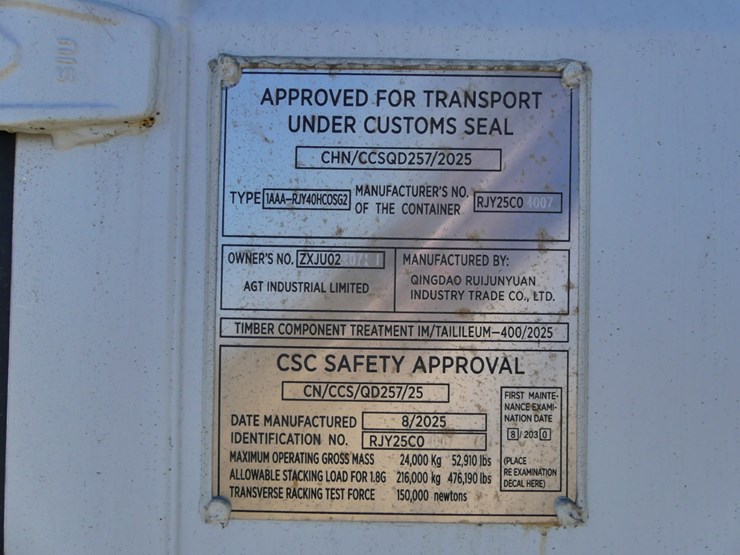 APPROVED FOR TRANSPORT
UNDER CUSTOMS SEAL
CHN/CCSQD257/2025
TYPE 1AAA-RJY40HCOSG2 MANUFACTURER'S NO. OF THE CONTAINER RJY25C0 4007
OWNER'S NO. ZXJU02
AGT INDUSTRIAL LIMITED
MANUFACTURED BY:
QINGDAO RUIJUNYUAN
INDUSTRY TRADE CO., LTD.
TIMBER COMPONENT TREATMENT IM/TAILILEUM-400/2025
CSC SAFETY APPROVAL
CN/CCS/QD257/25
DATE MANUFACTURED 8/2025
IDENTIFICATION NO. RJY25C0
MAXIMUM OPERATING GROSS MASS 24,000 kg 52,910 lbs
ALLOWABLE STACKING LOAD FOR 1.8G 216,000 kg 476,190 lbs
TRANSVERSE RACKING TEST FORCE 150,000 newtons
FIRST MAINTE-
NANCE EXAMI-
NATION DATE
8/2030
(PLACE
RE EXAMINATION
DECAL HERE)